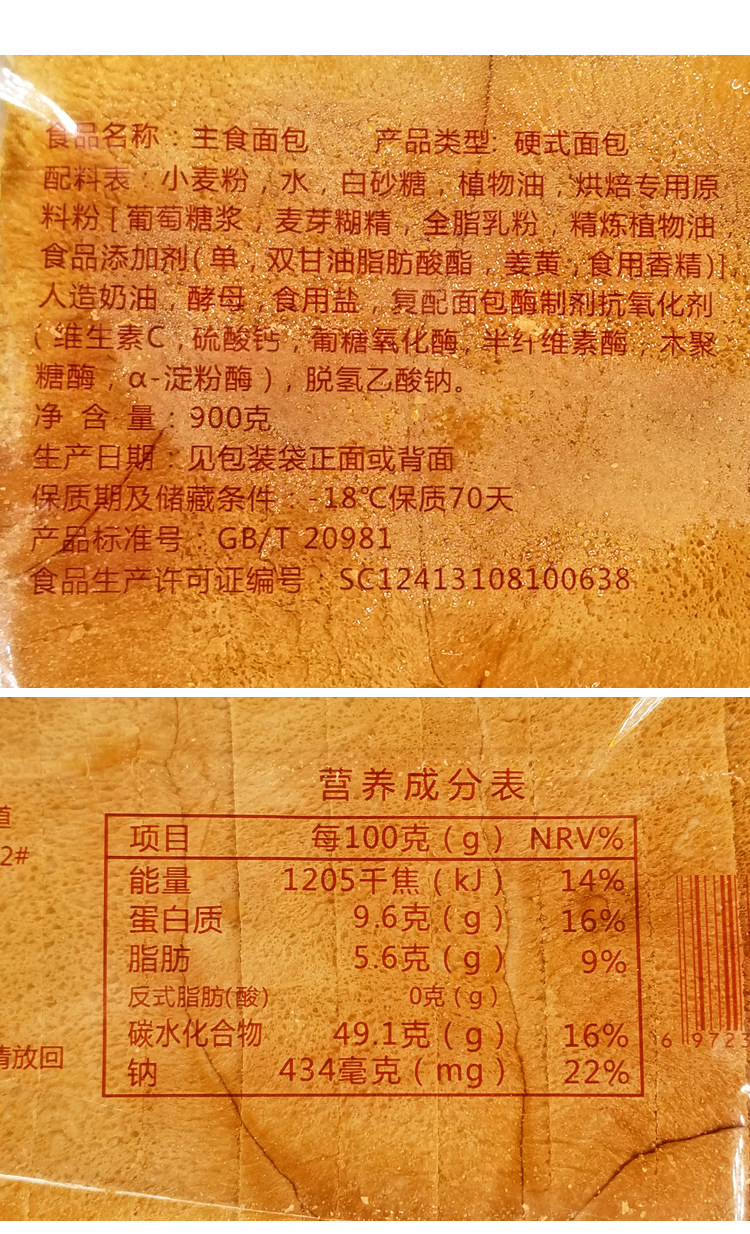 食品名称：主食面包 产品类型: 硬式面包
配料表：小麦粉，水，白砂糖，植物油，烘焙专用原
料粉[葡萄糖浆，麦芽糊精，全脂乳粉，精炼植物油，
食品添加剂(单，双甘油脂肪酸酯，姜黄，食用香精)]，
人造奶油，酵母，食用盐，复配面包酶制剂抗氧化剂
（维生素C，硫酸钙，葡糖氧化酶，半纤维素酶，木聚
糖酶，α-淀粉酶），脱氢乙酸钠。
净 含 量：900克
生产日期：见包装袋正面或背面
保质期及储藏条件：-18℃保质70天
产品标准号：GB/T 20981
食品生产许可证编号：SC12413108100638
营养成分表
项目 每100克（g） NRV%
能量 1205千焦（kJ） 14%
蛋白质 9.6克（g） 16%
脂肪 5.6克（g） 9%
反式脂肪(酸) 0克（g）
碳水化合物 49.1克（g） 16%
钠 434毫克（mg） 22%
道
2#
请放回
6 9723